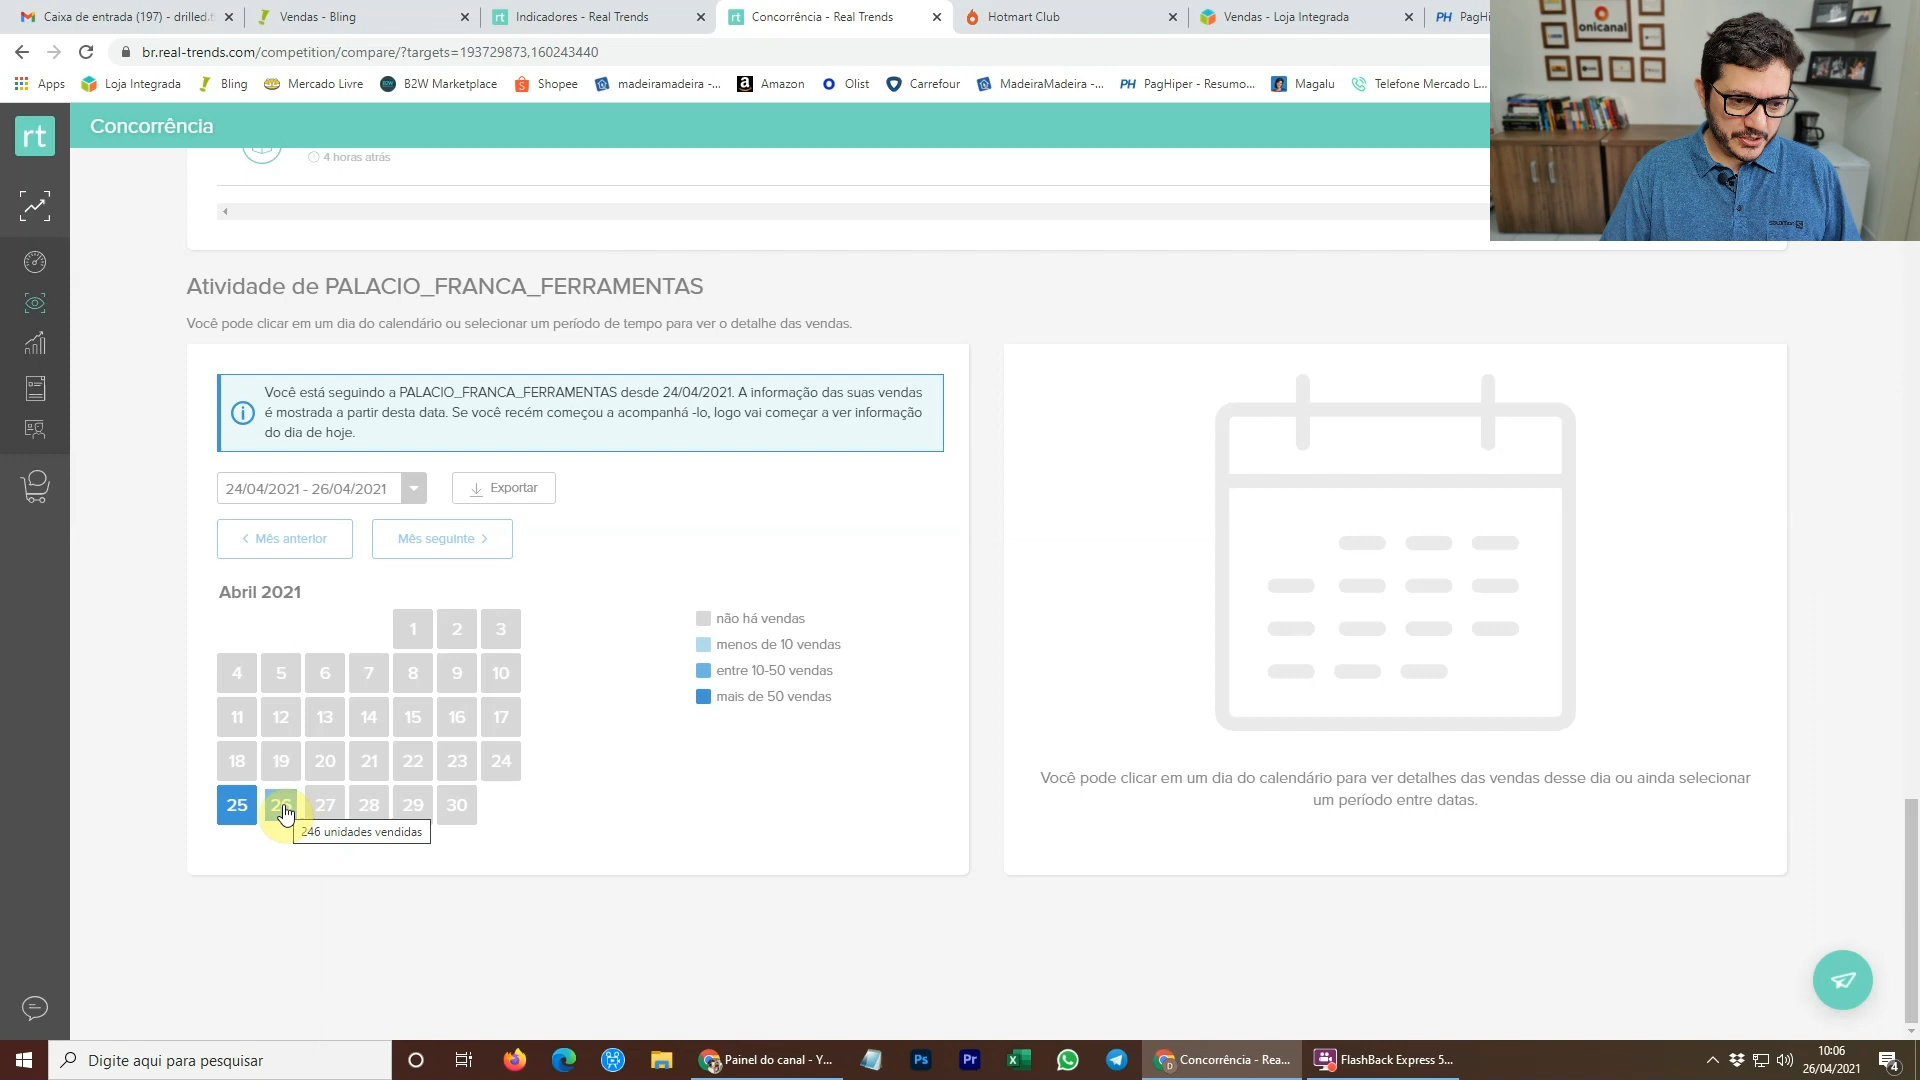 Caixa de entrada (197) - drilled.t
Vendas - Bling
Indicadores - Real Trends
Concorrência - Real Trends
Hotmart Club
Vendas - Loja Integrada
PagHi
br.real-trends.com/competition/compare/?targets=193729873,160243440
Apps
Loja Integrada
Bling
Mercado Livre
B2W Marketplace
Shopee
madeiramadeira -...
Amazon
Olist
Carrefour
MadeiraMadeira -...
PagHiper - Resumo...
Magalu
Telefone Mercado L...
onicanal
rt
Concorrência
4 horas atrás
Atividade de PALACIO_FRANCA_FERRAMENTAS
Você pode clicar em um dia do calendário ou selecionar um período de tempo para ver o detalhe das vendas.
Você está seguindo a PALACIO_FRANCA_FERRAMENTAS desde 24/04/2021. A informação das suas vendas
é mostrada a partir desta data. Se você recém começou a acompanhá -lo, logo vai começar a ver informação
do dia de hoje.
24/04/2021 - 26/04/2021
Exportar
< Mês anterior
Mês seguinte >
Abril 2021
1 2 3
4 5 6 7 8 9 10
11 12 13 14 15 16 17
18 19 20 21 22 23 24
25 26 27 28 29 30
246 unidades vendidas
não há vendas
menos de 10 vendas
entre 10-50 vendas
mais de 50 vendas
Você pode clicar em um dia do calendário para ver detalhes das vendas desse dia ou ainda selecionar
um período entre datas.
Digite aqui para pesquisar
Painel do canal - Y...
Ps
Pr
Concorrência - Rea...
FlashBack Express 5...
10:06
26/04/2021
4